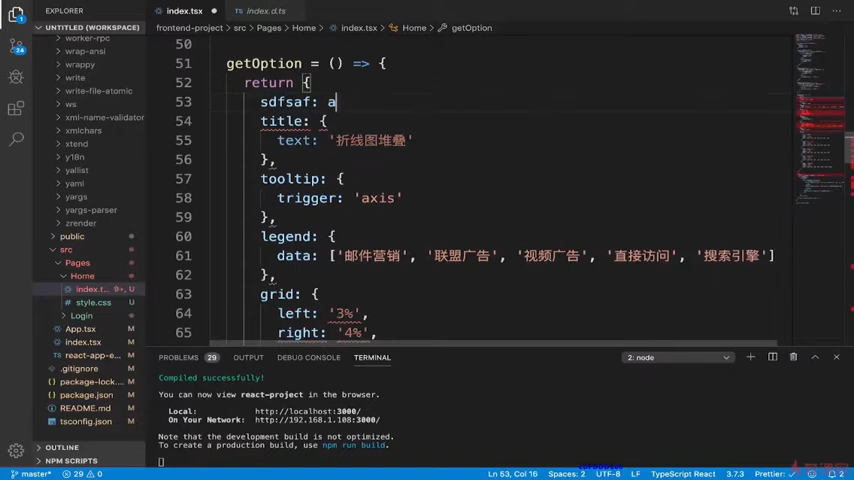 EXPLORER
index.tsx
index.d.ts
UNTITLED (WORKSPACE)
frontend-project > src > Pages > Home > index.tsx > Home > getOption
worker-rpc
wrap-ansi
wrappy
write
write-file-atomic
ws
xml-name-validator
xmlchars
xtend
y18n
yallist
yaml
yargs
yargs-parser
zrender
public
src
Pages
Home
index.t... 9+, U
style.css U
Login
App.tsx
index.tsx
react-app-e...
.gitignore
package-lock...
package.json
README.md
tsconfig.json
OUTLINE
NPM SCRIPTS
1
24
50
51 getOption = () => {
52 return {
53 sdfsaf: a
54 title: {
55 text: '折线图堆叠'
56 },
57 tooltip: {
58 trigger: 'axis'
59 },
60 legend: {
61 data: ['邮件营销', '联盟广告', '视频广告', '直接访问', '搜索引擎']
62 },
63 grid: {
64 left: '3%',
65 right: '4%',
PROBLEMS 29 OUTPUT DEBUG CONSOLE TERMINAL
2: node
Compiled successfully!
You can now view react-project in the browser.
Local: http://localhost:3000/
On Your Network: http://192.168.1.108:3000/
Note that the development build is not optimized.
To create a production build, use npm run build.
master* 29 0
Ln 53, Col 16 Spaces: 2 UTF-8 LF TypeScript React 3.7.3 Prettier: ✓ 2